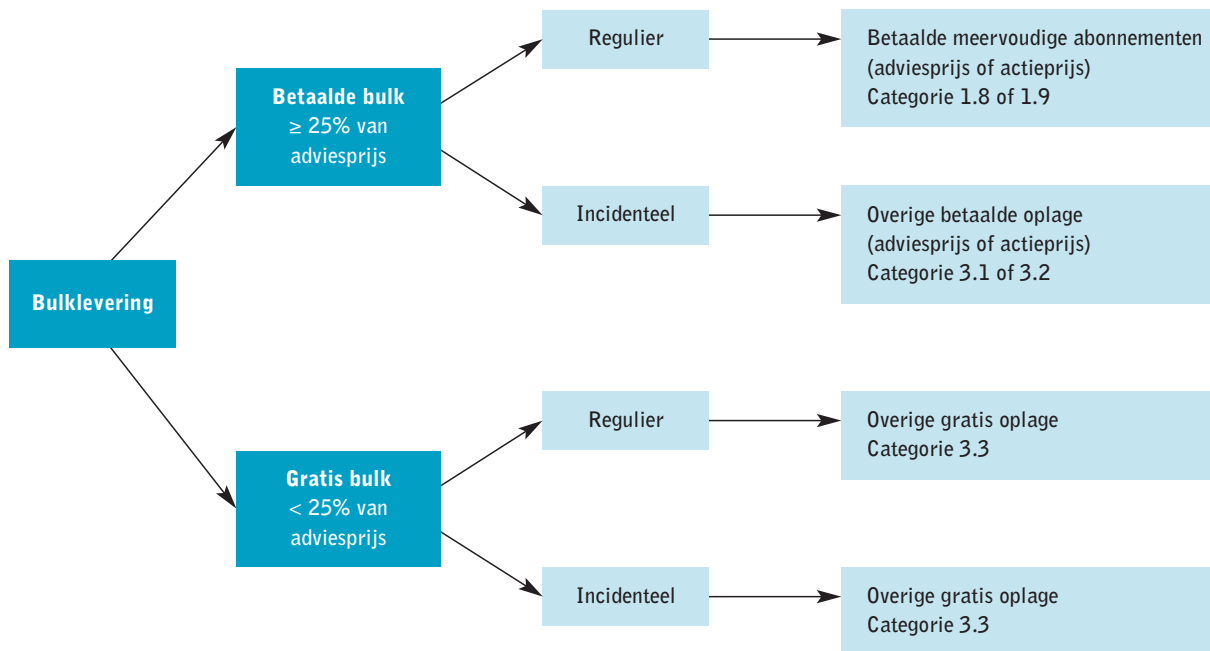 Bulklevering
Betaalde bulk
≥ 25% van
adviesprijs
Regulier
Betaalde meervoudige abonnementen
(adviesprijs of actieprijs)
Categorie 1.8 of 1.9
Incidenteel
Overige betaalde oplage
(adviesprijs of actieprijs)
Categorie 3.1 of 3.2
Gratis bulk
< 25% van
adviesprijs
Regulier
Overige gratis oplage
Categorie 3.3
Incidenteel
Overige gratis oplage
Categorie 3.3